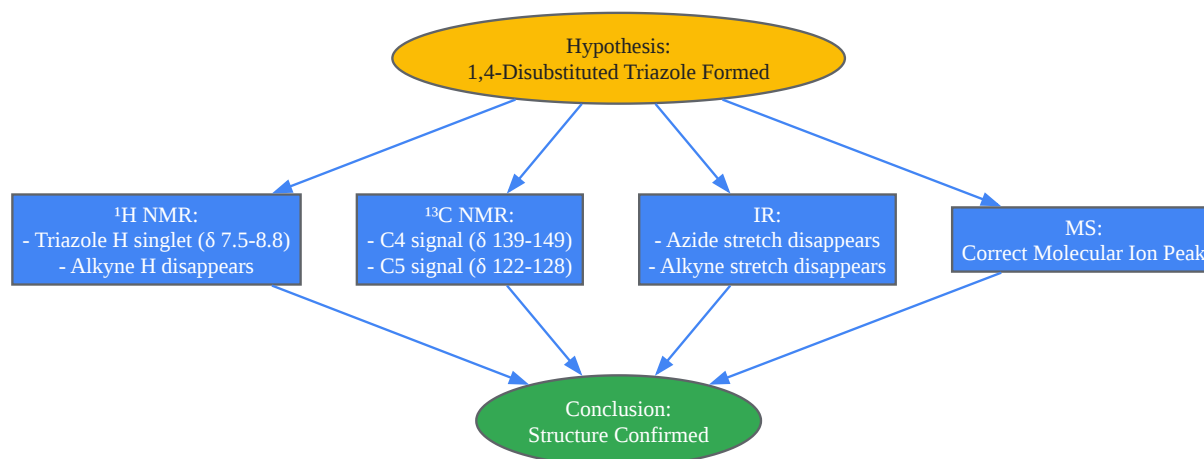 Hypothesis:
1,4-Disubstituted Triazole Formed
¹H NMR:
- Triazole H singlet (δ 7.5-8.8)
- Alkyne H disappears
¹³C NMR:
- C4 signal (δ 139-149)
- C5 signal (δ 122-128)
IR:
- Azide stretch disappears
- Alkyne stretch disappears
MS:
Correct Molecular Ion Peak
Conclusion:
Structure Confirmed